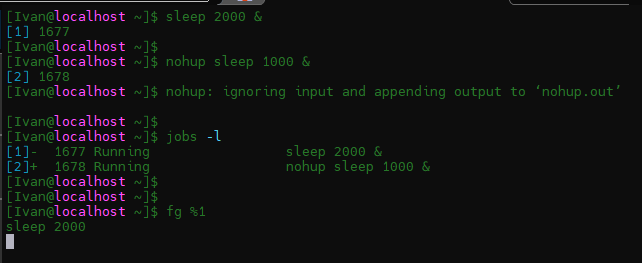 [Ivan@localhost ~]$ sleep 2000 &
[1] 1677
[Ivan@localhost ~]$
[Ivan@localhost ~]$ nohup sleep 1000 &
[2] 1678
[Ivan@localhost ~]$ nohup: ignoring input and appending output to ‘nohup.out’

[Ivan@localhost ~]$
[Ivan@localhost ~]$ jobs -l
[1]-  1677 Running                 sleep 2000 &
[2]+  1678 Running                 nohup sleep 1000 &
[Ivan@localhost ~]$
[Ivan@localhost ~]$
[Ivan@localhost ~]$ fg %1
sleep 2000